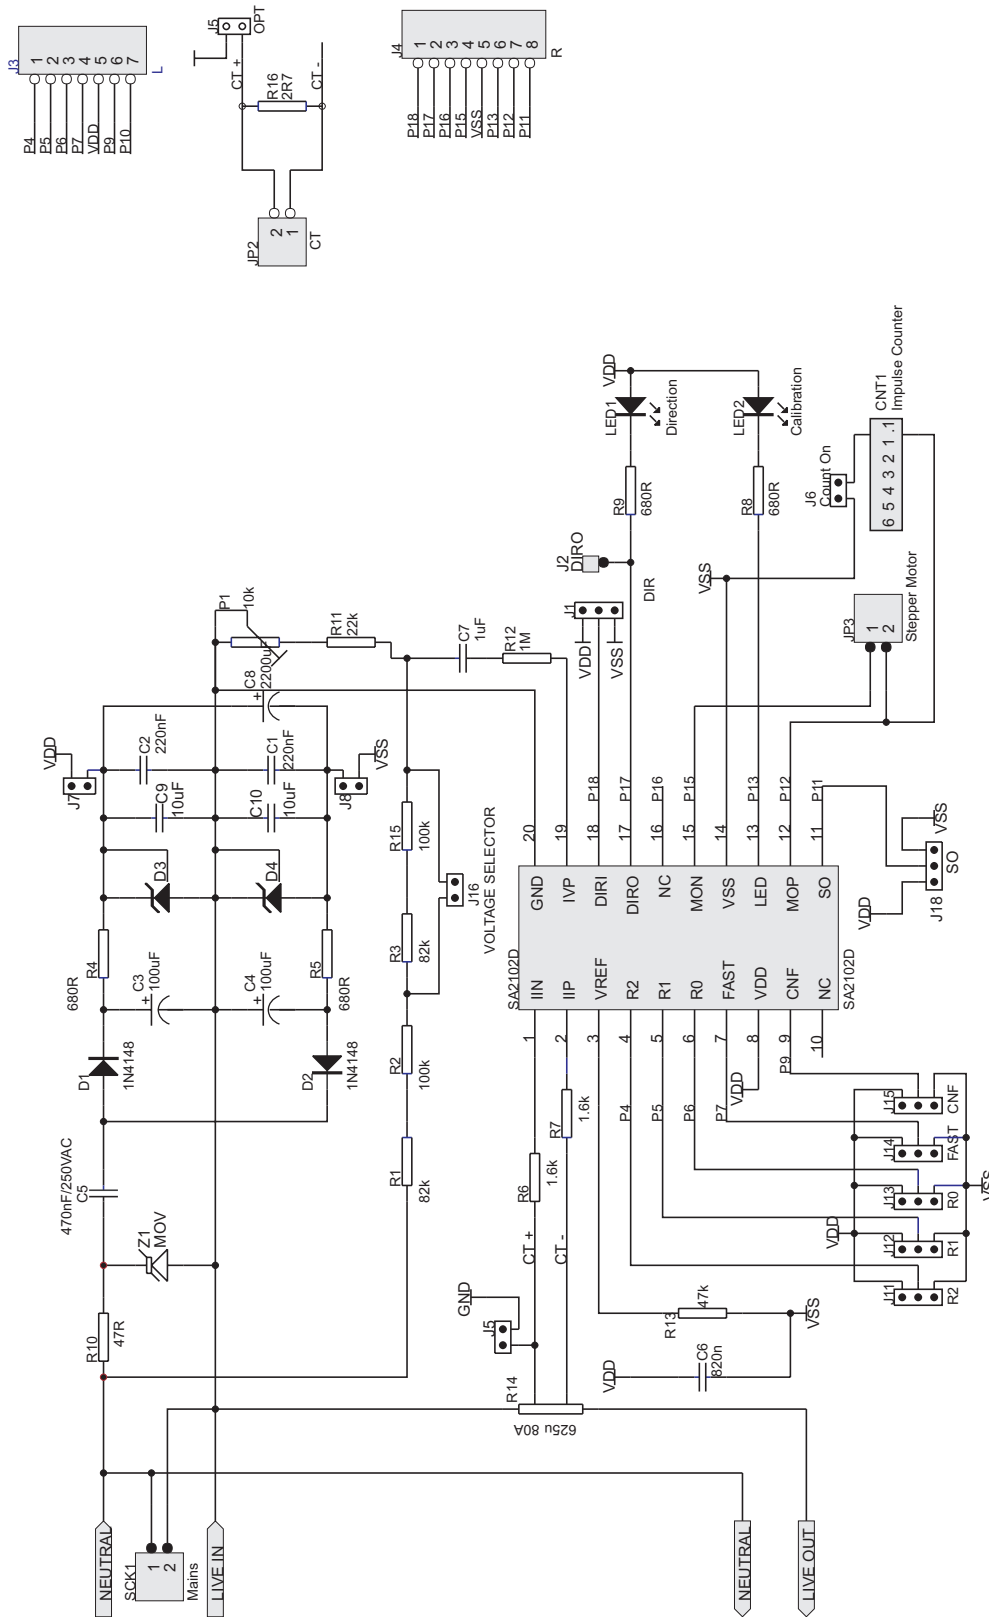 J3
1
2
3
4
5
6
7
L
P4
P5
P6
P7
VDD
P9
P10
J5
OPT
CT +
R16
2R7
CT -
JP2
2
1
CT
J4
1
2
3
4
5
6
7
8
R
P18
P17
P16
P15
VSS
P13
P12
P11
NEUTRAL
SCK1
1
2
Mains
LIVE IN
R10
47R
Z1
MOV
470nF/250VAC
C5
D1
1N4148
D2
1N4148
680R
R4
C3
100uF
C4
100uF
R5
680R
D3
D4
C9
10uF
C10
10uF
J7
VDD
C2
220nF
C1
220nF
J8
VSS
C8
2200u
P1
10k
R11
22k
C7
1uF
R12
1M
R1
82k
R2
100k
R3
82k
R15
100k
J16
VOLTAGE SELECTOR
GND
J5
R14
625u 80A
CT +
CT -
R6
1.6k
R7
1.6k
R13
47k
VDD
C6
820n
VSS
SA2102D
1 IIN GND 20
2 IIP IVP 19
3 VREF DIRI 18 P18
P4 4 R2 DIRO 17 P17
P5 5 R1 NC 16 P16
P6 6 R0 MON 15 P15
P7 7 FAST VSS 14
VDD 8 VDD LED 13 P13
P9 9 CNF MOP 12 P12
10 NC SO 11 P11
SA2102D
J1
VDD
VSS
J2
DIRO
DIR
R9
680R
LED1
Direction
VDD
R8
680R
LED2
Calibration
VSS
J6
Count On
CNT1
Impulse Counter
6 5 4 3 2 1 .1
JP3
1
2
Stepper Motor
VDD
J18
SO
VSS
VDD
J11
R2
J12
R1
J13
R0
J14
FAST
J15
CNF
VSS
NEUTRAL
LIVE OUT